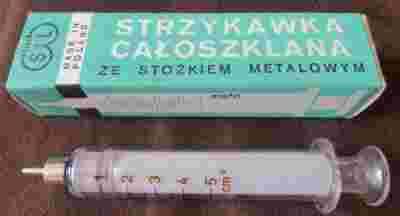 MADE IN
POLAND
STRZYKAWKA
CAŁOSZKLANA
ZE STOŻKIEM METALOWYM
1 2 3 4 5 cm³